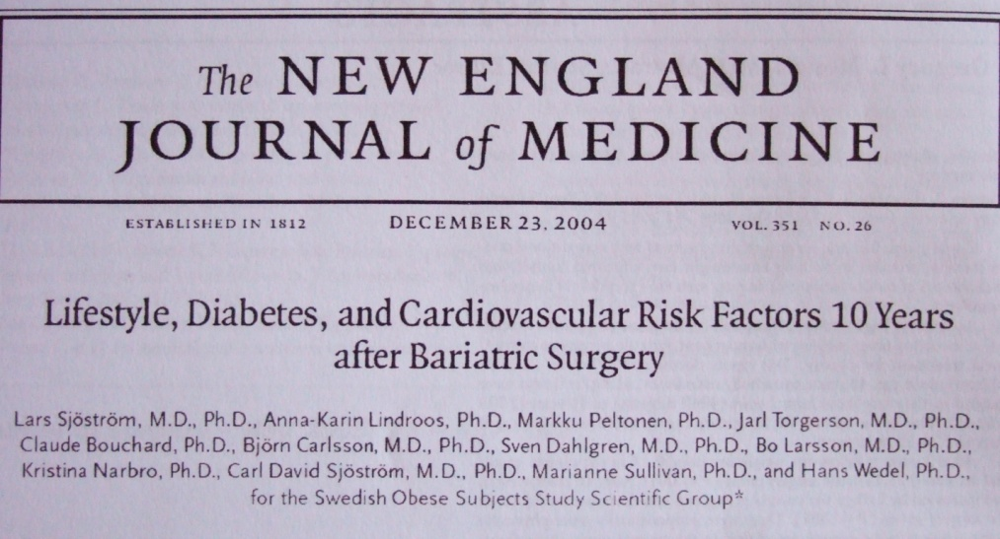 The NEW ENGLAND
JOURNAL of MEDICINE
ESTABLISHED IN 1812 DECEMBER 23, 2004 VOL. 351 NO. 26
Lifestyle, Diabetes, and Cardiovascular Risk Factors 10 Years
after Bariatric Surgery
Lars Sjöström, M.D., Ph.D., Anna-Karin Lindroos, Ph.D., Markku Peltonen, Ph.D., Jarl Torgerson, M.D., Ph.D.,
Claude Bouchard, Ph.D., Björn Carlsson, M.D., Ph.D., Sven Dahlgren, M.D., Ph.D., Bo Larsson, M.D., Ph.D.,
Kristina Narbro, Ph.D., Carl David Sjöström, M.D., Ph.D., Marianne Sullivan, Ph.D., and Hans Wedel, Ph.D.,
for the Swedish Obese Subjects Study Scientific Group*